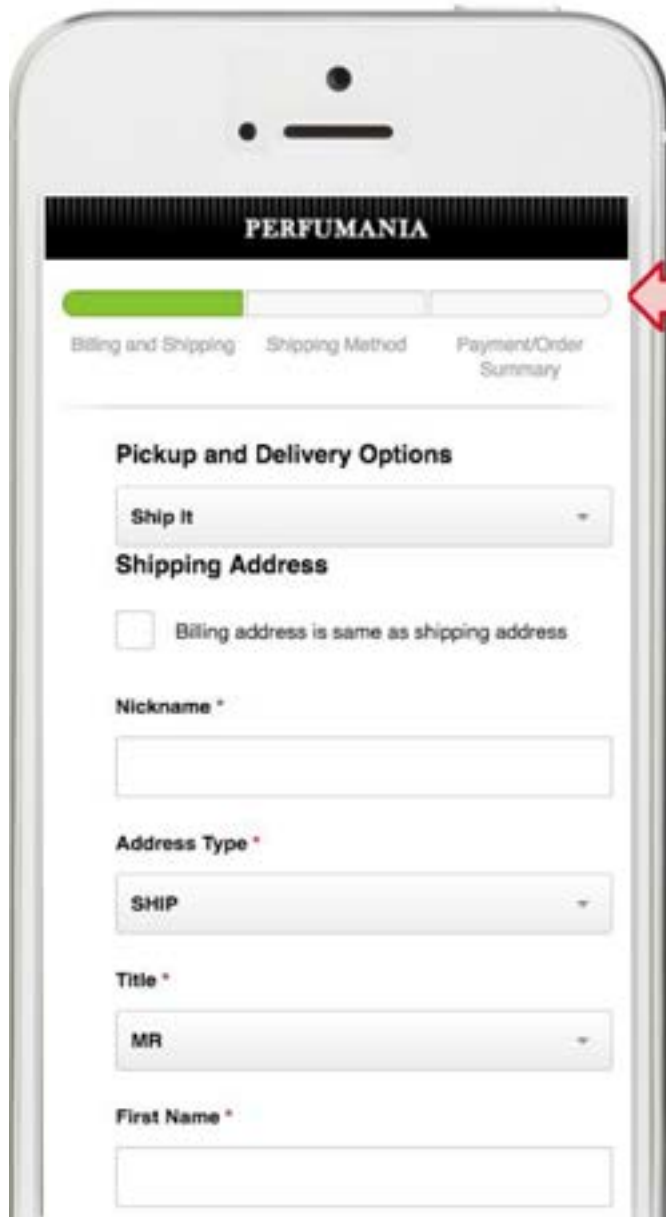 PERFUMANIA
Billing and Shipping
Shipping Method
Payment/Order
Summary
Pickup and Delivery Options
Ship It
Shipping Address
Billing address is same as shipping address
Nickname *
Address Type *
SHIP
Title *
MR
First Name *